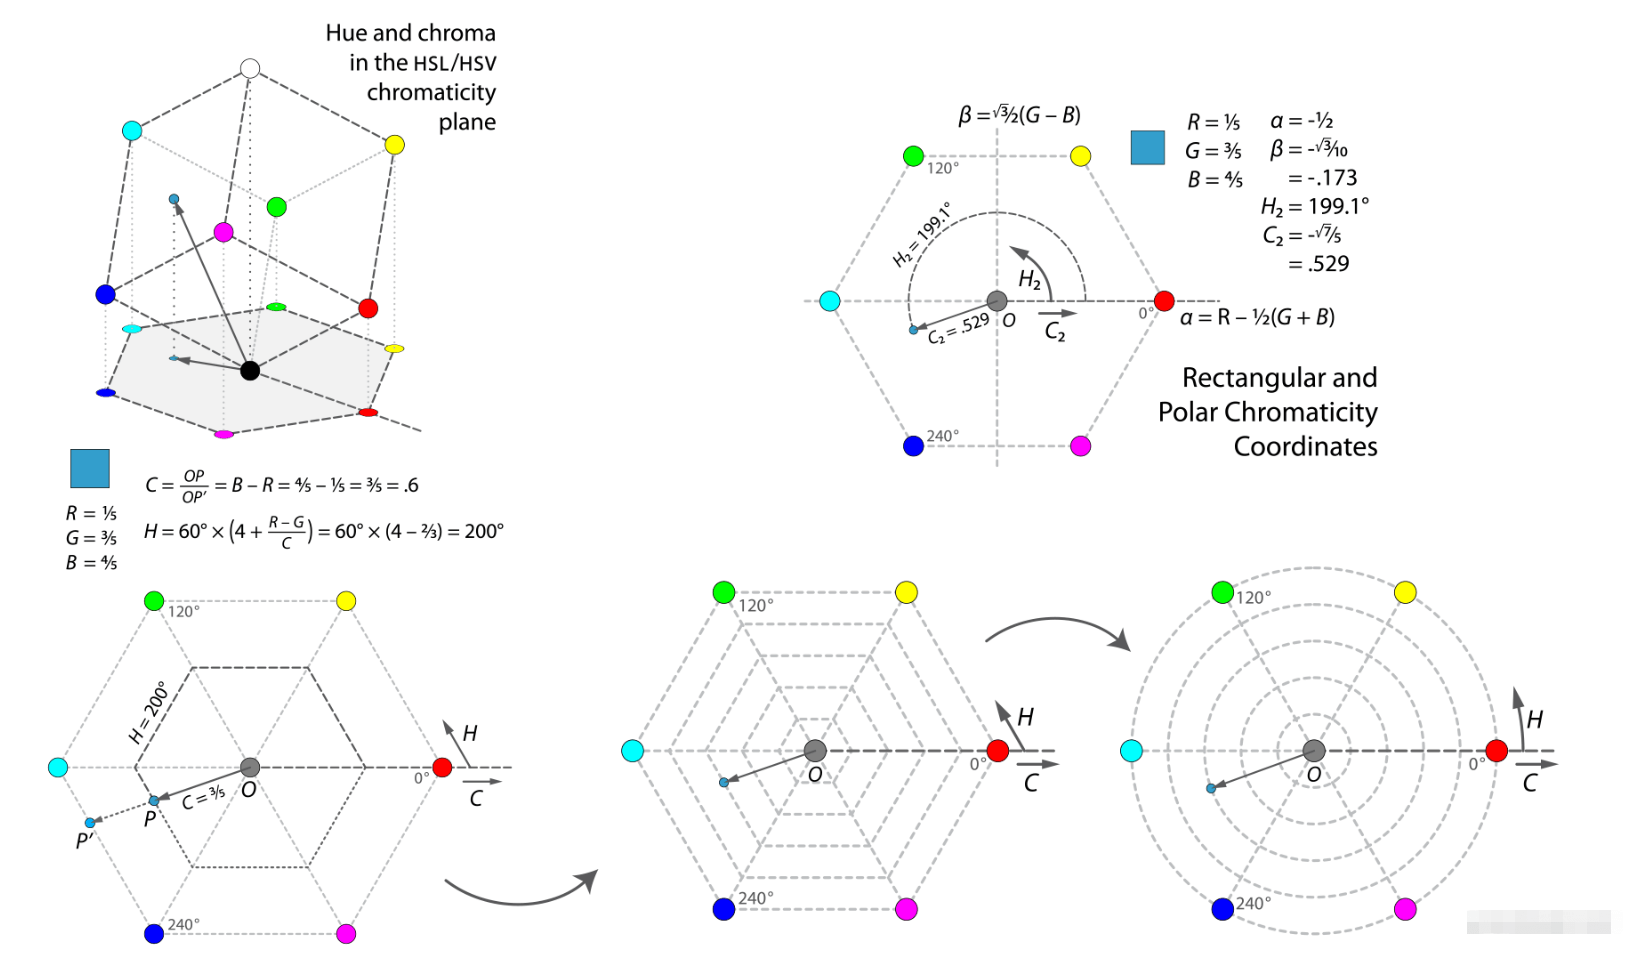 Hue and chroma
in the HSL/HSV
chromaticity
plane
C = OP/OP′ = B – R = ⅘ – ⅕ = ⅗ = .6
R = ⅕
G = ⅗
B = ⅘
H = 60° × (4 + R – G/C) = 60° × (4 – ⅔) = 200°
120°
H = 200°
H
0°
C
O
C = ⅗
P
P′
240°
β = √3⁄2(G – B)
R = ⅕ α = -½
G = ⅗ β = -√3⁄10
B = ⅘ = -.173
H₂ = 199.1°
C₂ = -√7⁄5
= .529
120°
H₂ = 199.1°
H₂
O
C₂ = .529
C₂
0°
α = R – ½(G + B)
240°
Rectangular and
Polar Chromaticity
Coordinates
120°
H
0°
O
C
240°
120°
H
0°
O
C
240°